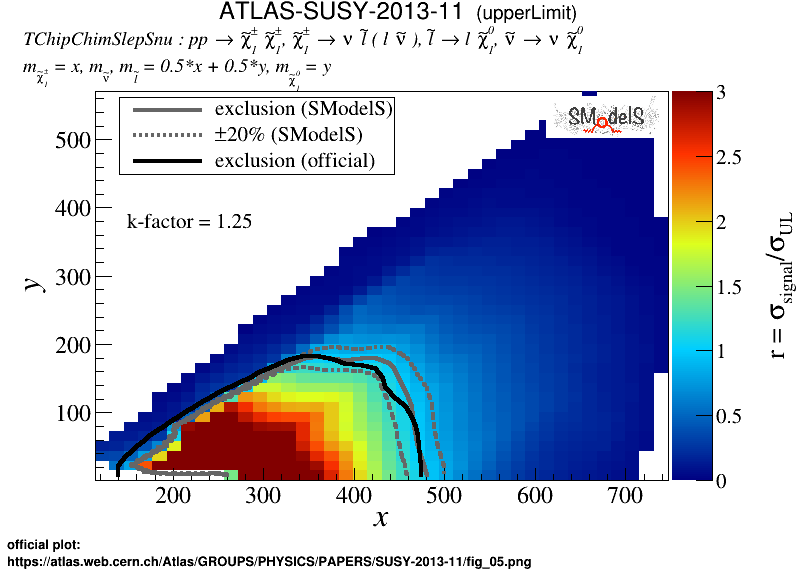 ATLAS-SUSY-2013-11 (upperLimit)
TChipChimSlepSnu : pp → χ̃₁± χ̃₁±, χ̃₁± → ν l̃ ( l ν̃ ), l̃ → l χ̃₁⁰, ν̃ → ν χ̃₁⁰
m_χ̃₁± = x, m_ν̃, m_l̃ = 0.5*x + 0.5*y, m_χ̃₁⁰ = y
exclusion (SModelS)
±20% (SModelS)
exclusion (official)
SModelS
k-factor = 1.25
500
400
300
200
100
y
200 300 400 500 600 700
x
3
2.5
2
1.5
1
0.5
0
r = σ_signal/σ_UL
official plot:
https://atlas.web.cern.ch/Atlas/GROUPS/PHYSICS/PAPERS/SUSY-2013-11/fig_05.png